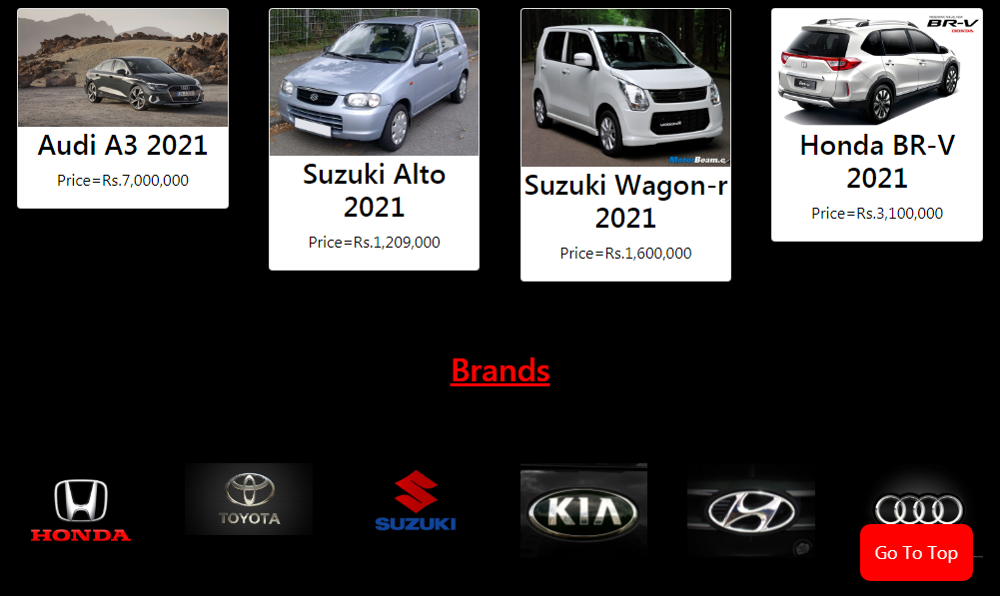 BR-V
HONDA
MotorBeam.c
Audi A3 2021
Price=Rs.7,000,000
Suzuki Alto
2021
Price=Rs.1,209,000
Suzuki Wagon-r
2021
Price=Rs.1,600,000
Honda BR-V
2021
Price=Rs.3,100,000
Brands
HONDA
TOYOTA
SUZUKI
KIA
Go To Top